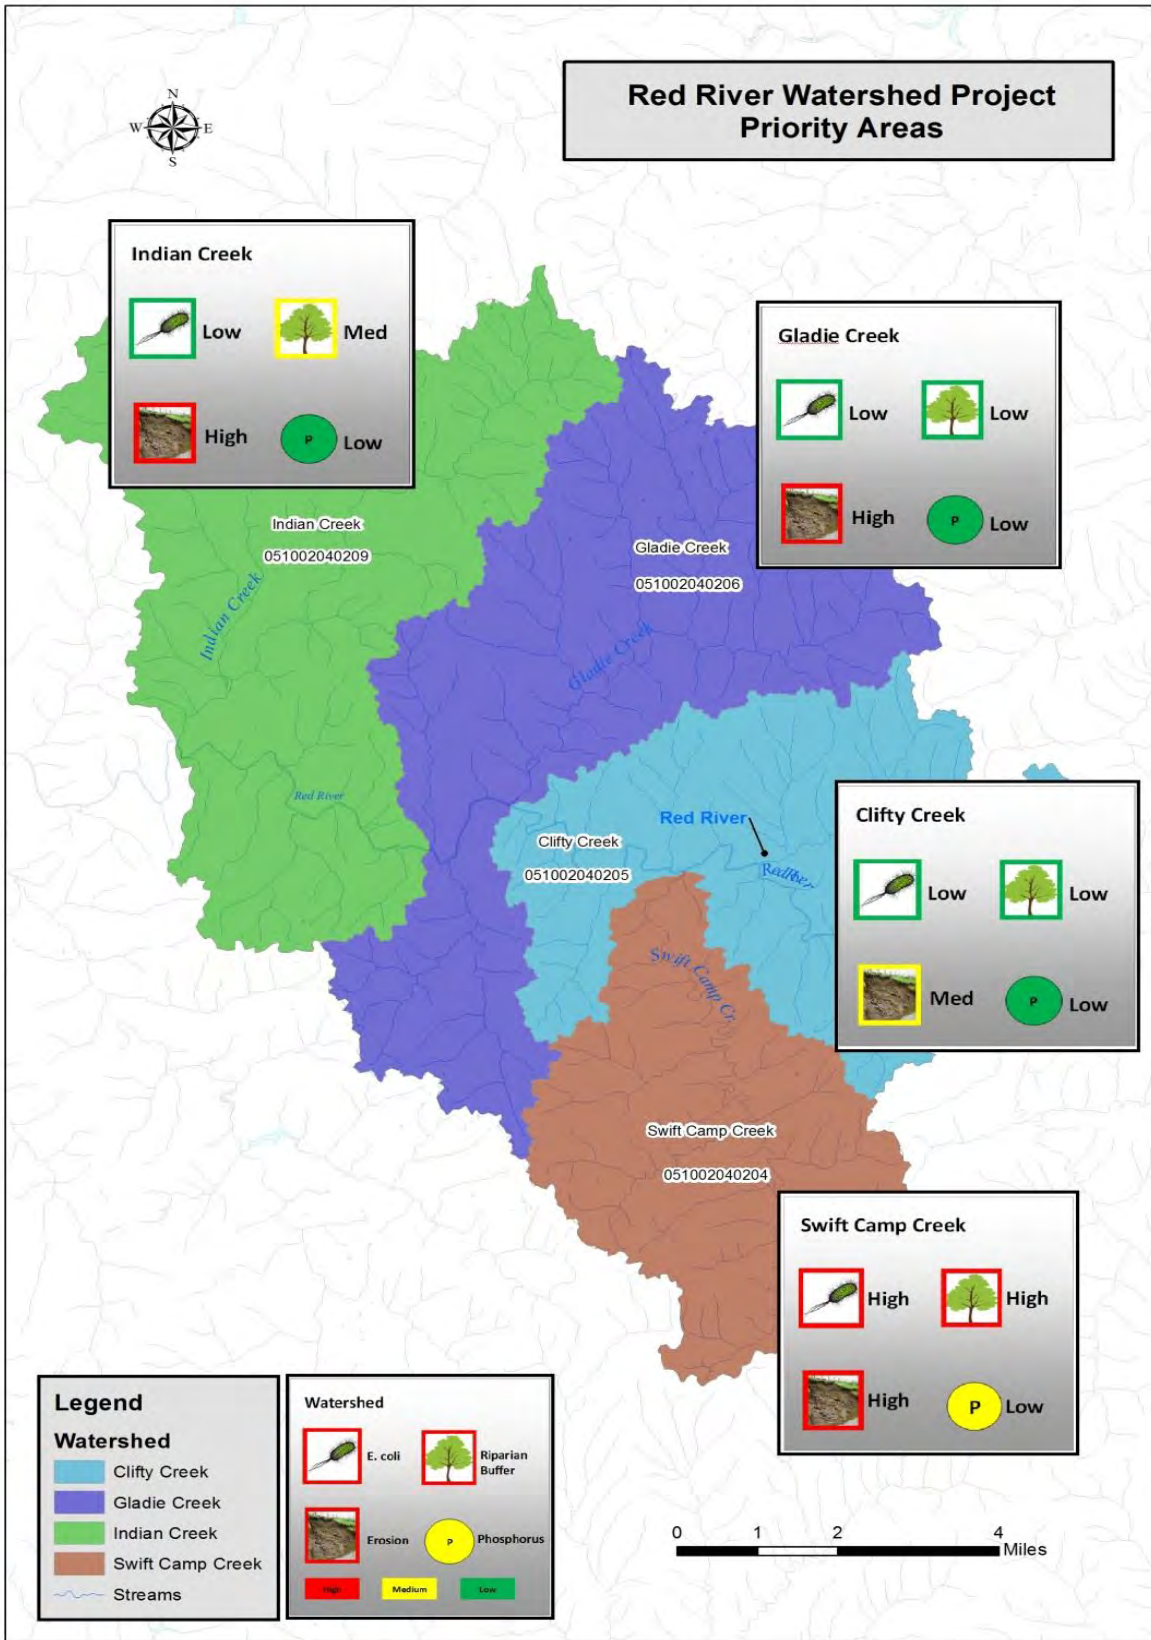 Red River Watershed Project
Priority Areas
N
W E
S
Indian Creek
Low Med
High P Low
Gladie Creek
Low Low
High P Low
Indian Creek
051002040209
Gladie Creek
051002040206
Indian Creek
Gladie Creek
Red River
Clifty Creek
051002040205
Red River
Red River
Clifty Creek
Low Low
Med P Low
Swift Camp Cr.
Swift Camp Creek
051002040204
Swift Camp Creek
High High
High P Low
Legend
Watershed
Clifty Creek
Gladie Creek
Indian Creek
Swift Camp Creek
Streams
Watershed
E. coli Riparian
Buffer
Erosion P Phosphorus
High Medium Low
0 1 2 4
Miles